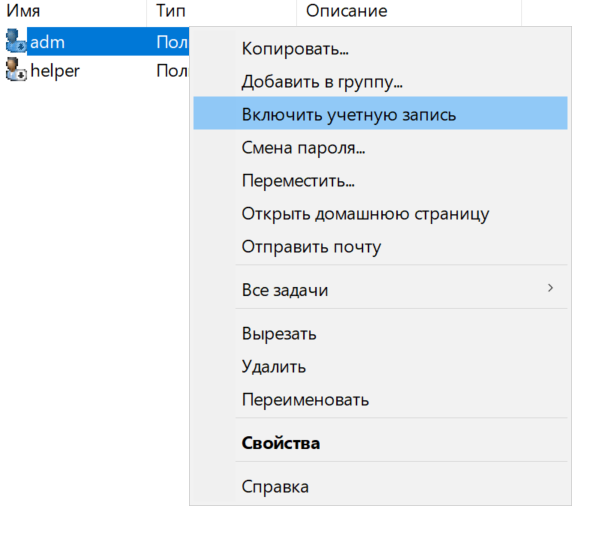 Имя Тип Описание
adm Пол
helper Пол
Копировать...
Добавить в группу...
Включить учетную запись
Смена пароля...
Переместить...
Открыть домашнюю страницу
Отправить почту
Все задачи
Вырезать
Удалить
Переименовать
Свойства
Справка